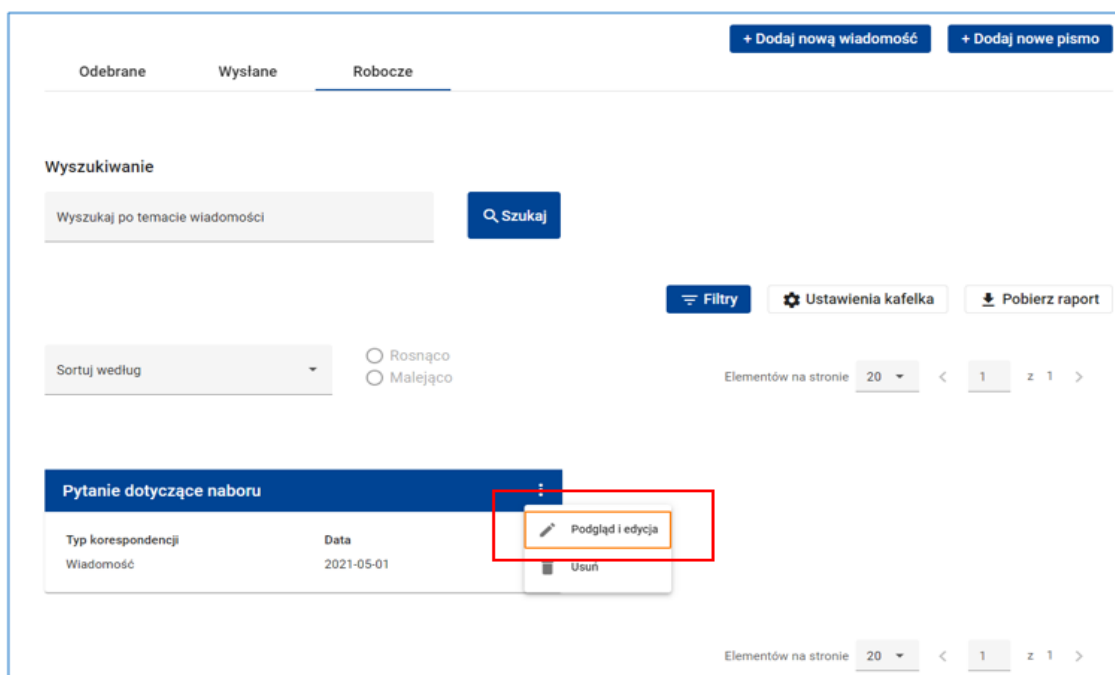 + Dodaj nową wiadomość + Dodaj nowe pismo
Odebrane Wysłane Robocze
Wyszukiwanie
Wyszukaj po temacie wiadomości Szukaj
Filtry Ustawienia kafelka Pobierz raport
Sortuj według
Rosnąco
Malejąco
Elementów na stronie 20 < 1 z 1 >
Pytanie dotyczące naboru
Podgląd i edycja
Typ korespondencji Data
Wiadomość 2021-05-01
Usuń
Elementów na stronie 20 < 1 z 1 >